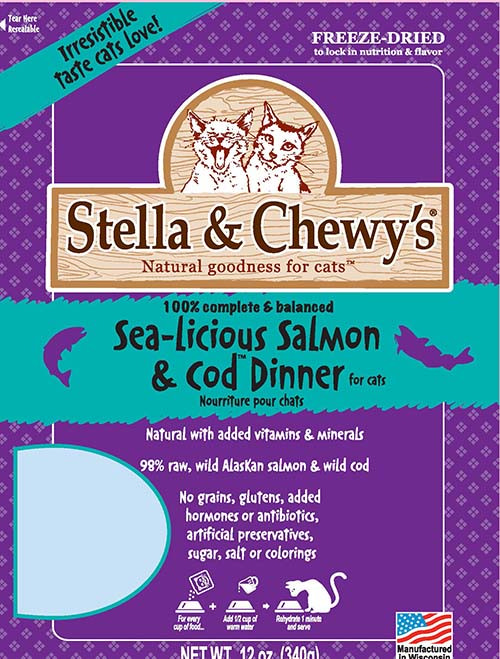 Tear Here
Resealable
Irresistible
taste cats love!
FREEZE-DRIED
to lock in nutrition & flavor
Stella & Chewy's®
Natural goodness for cats™
100% complete & balanced
Sea-Licious Salmon
& Cod™ Dinner for cats
Nourriture pour chats
Natural with added vitamins & minerals
98% raw, wild Alaskan salmon & wild cod
No grains, glutens, added
hormones or antibiotics,
artificial preservatives,
sugar, salt or colorings
For every
cup of food...
+
Add 1/2 cup of
warm water
Rehydrate 1 minute
and serve
NET WT. 12 oz. (340g)
Manufactured
in Wisconsin